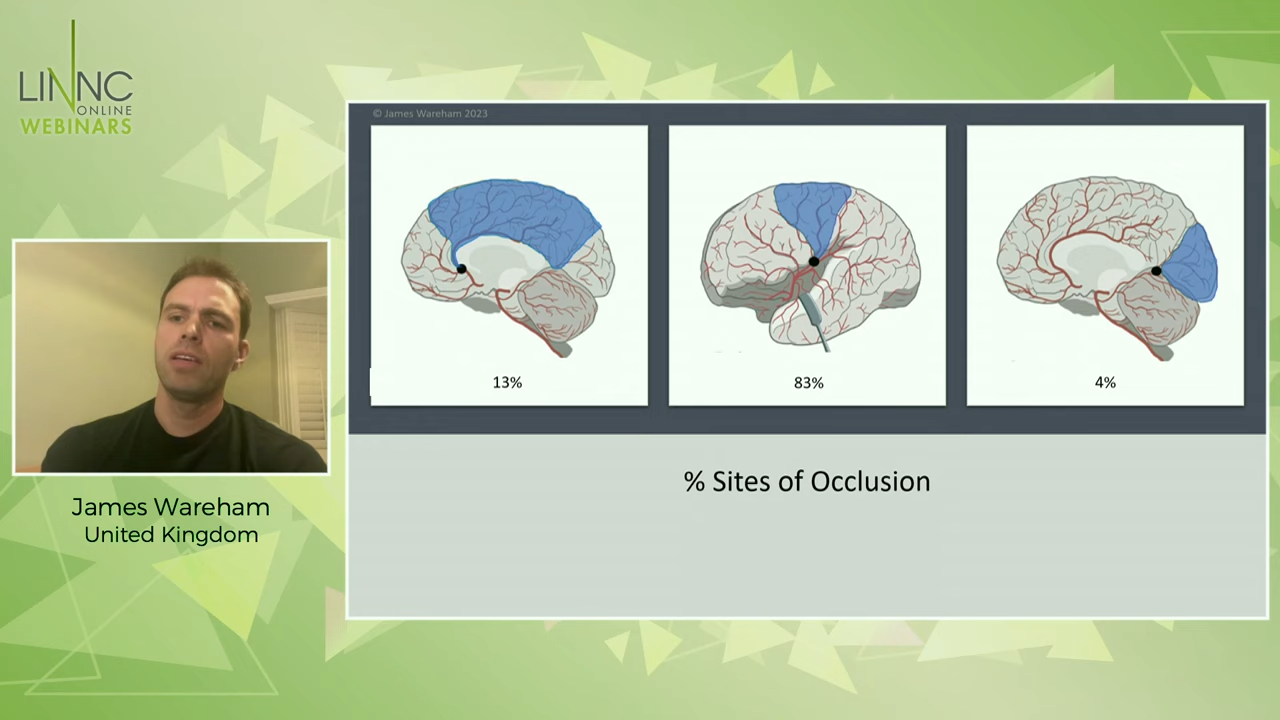 LINNC
ONLINE
WEBINARS
© James Wareham 2023
13%
83%
4%
% Sites of Occlusion
James Wareham
United Kingdom